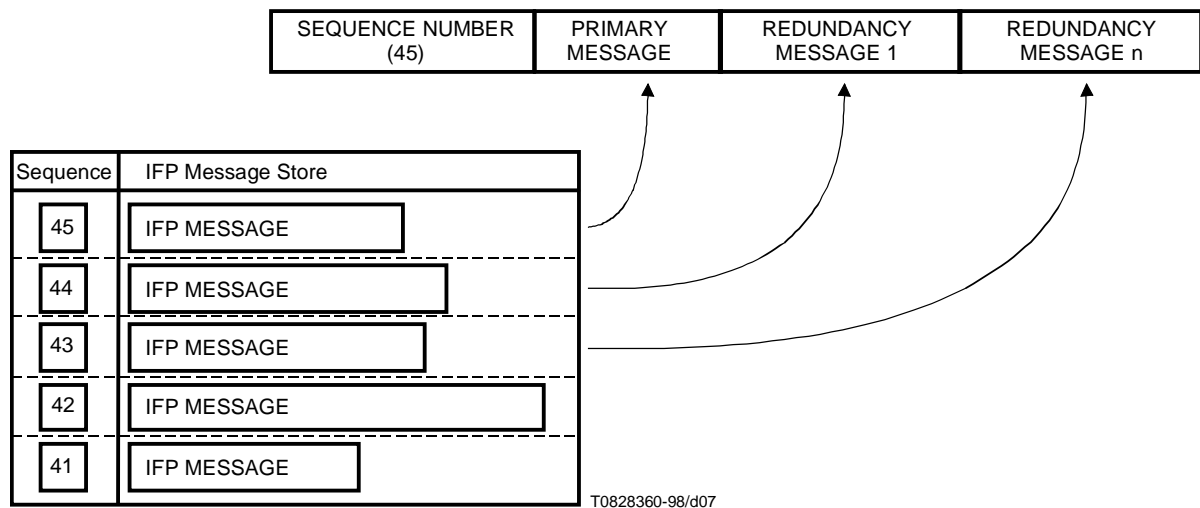 SEQUENCE NUMBER
(45)
PRIMARY
MESSAGE
REDUNDANCY
MESSAGE 1
REDUNDANCY
MESSAGE n
Sequence
IFP Message Store
45
IFP MESSAGE
44
IFP MESSAGE
43
IFP MESSAGE
42
IFP MESSAGE
41
IFP MESSAGE
T0828360-98/d07